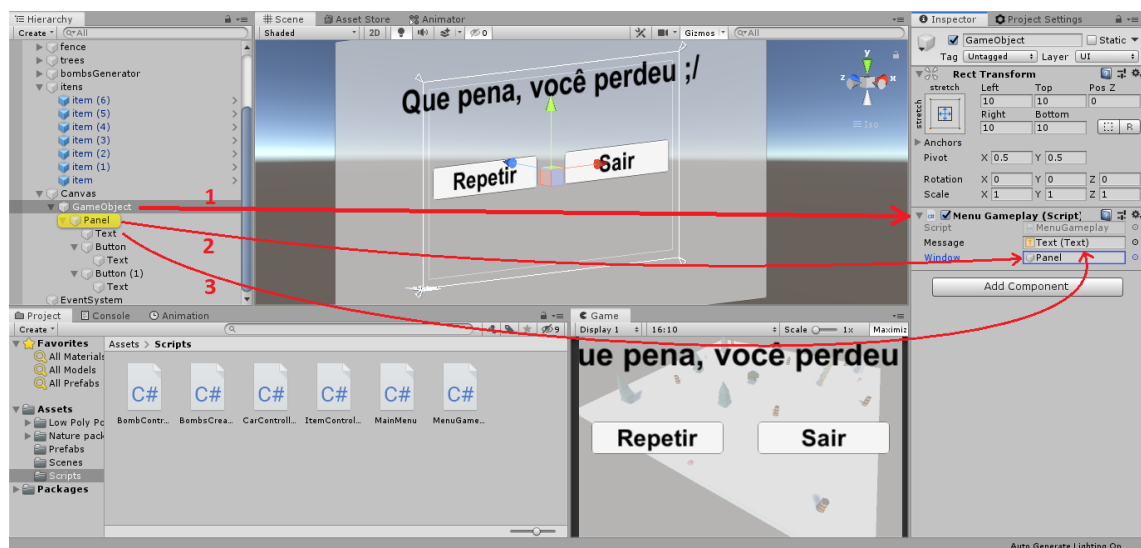 Hierarchy
Create
All
fence
trees
bombsGenerator
itens
item (6)
item (5)
item (4)
item (3)
item (2)
item (1)
item
Canvas
GameObject
Panel
Text
Button
Text
Button (1)
Text
EventSystem
1
2
3
Scene Asset Store Animator
Shaded 2D 0 Gizmos All
Que pena, você perdeu ;/
Repetir Sair
y
z x
Iso
Inspector Project Settings
GameObject Static
Tag Untagged Layer UI
Rect Transform
stretch Left Top Pos Z
stretch 10 10 0
Right Bottom
10 10 R
Anchors
Pivot X 0.5 Y 0.5
Rotation X 0 Y 0 Z 0
Scale X 1 Y 1 Z 1
Menu Gameplay (Script)
Script MenuGameplay
Message Text (Text)
Window Panel
Add Component
Project Console Animation
Create 9
Favorites
All Materials
All Models
All Prefabs
Assets
Low Poly Pc
Nature pack
Prefabs
Scenes
Scripts
Packages
Assets > Scripts
C# C# C# C# C# C#
BombContr... BombsCrea... CarControll... ItemControl... MainMenu MenuGame...
Game
Display 1 16:10 Scale 1x Maximiz
ue pena, você perdeu
Repetir Sair
Auto Generate Lighting On